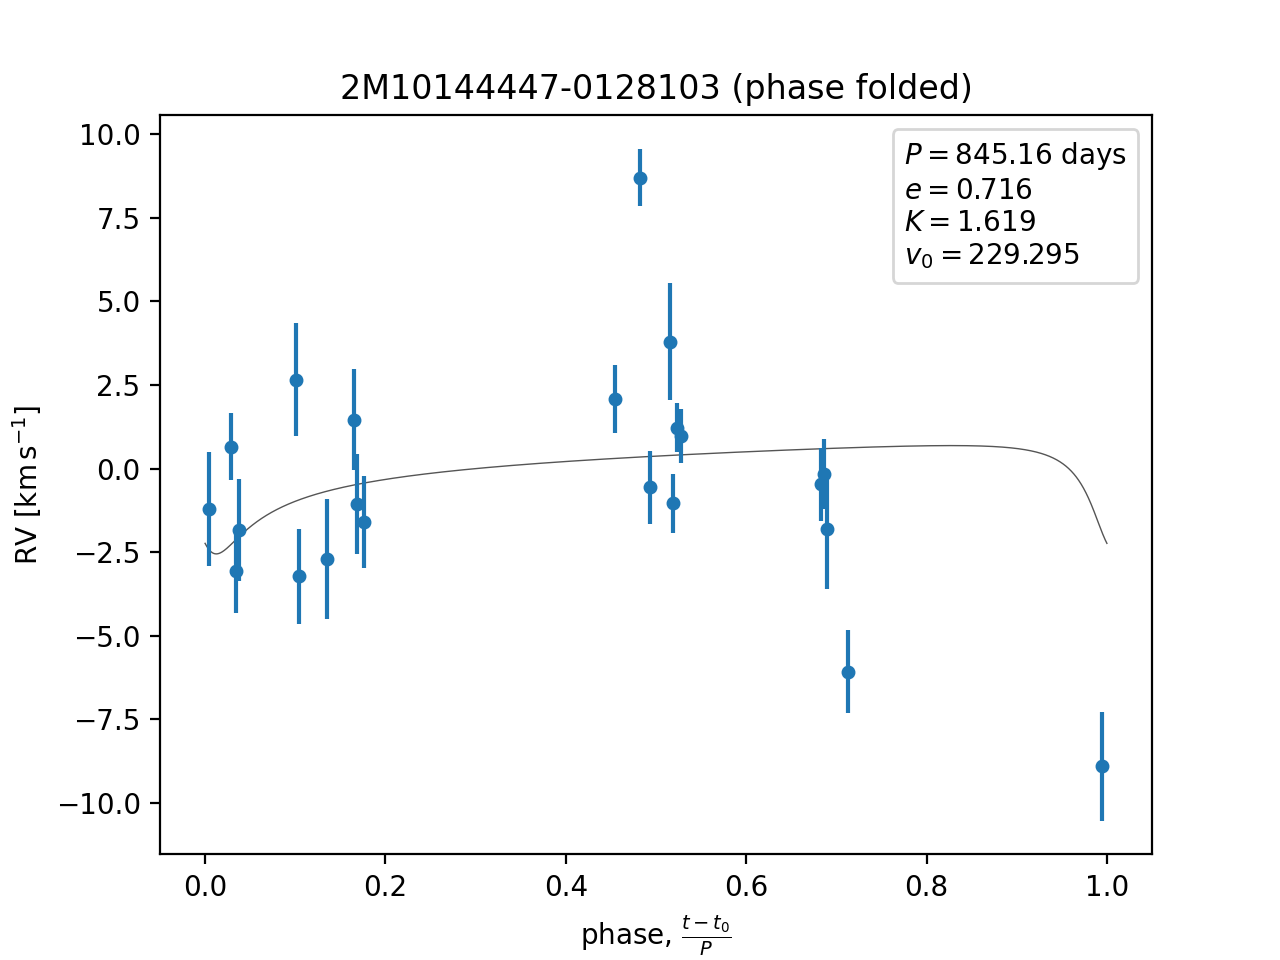 2M10144447-0128103 (phase folded)
P = 845.16 days
e = 0.716
K = 1.619
v₀ = 229.295
10.0
7.5
5.0
2.5
0.0
−2.5
−5.0
−7.5
−10.0
RV [km s⁻¹]
0.0 0.2 0.4 0.6 0.8 1.0
phase, (t − t₀)/P